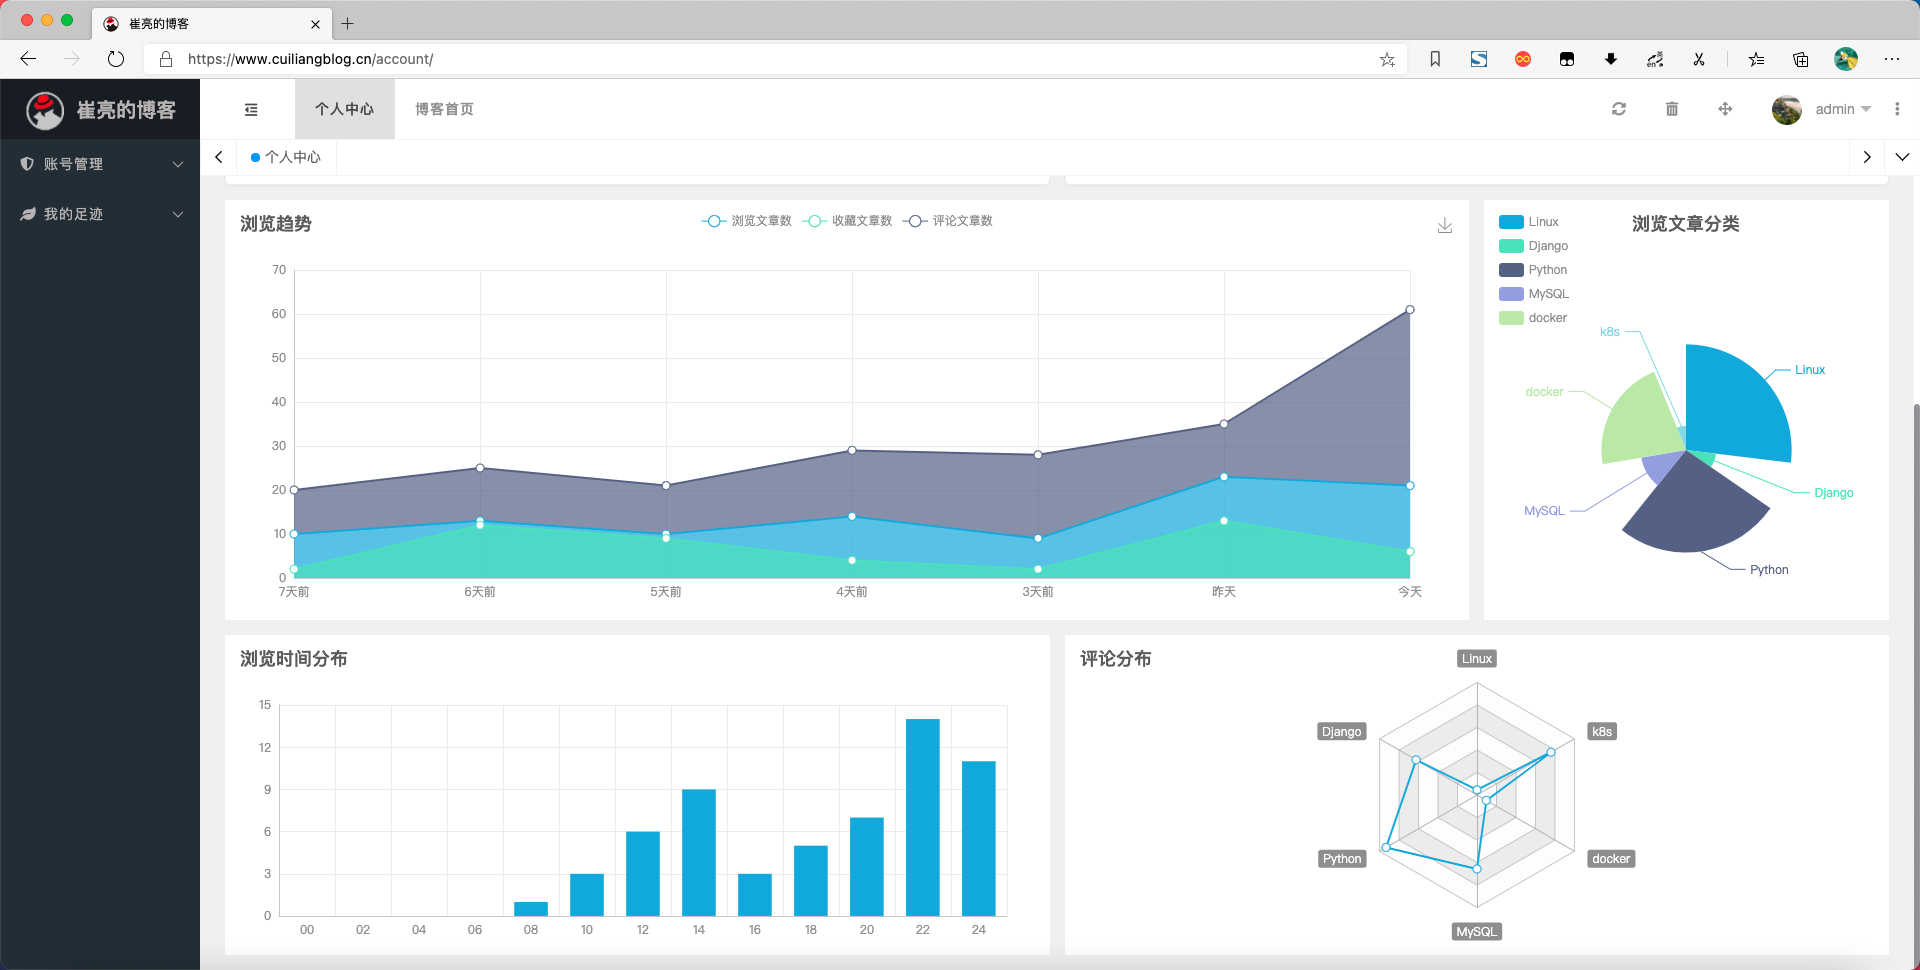 崔亮的博客
https://www.cuiliangblog.cn/account/
崔亮的博客
个人中心
博客首页
admin
账号管理
我的足迹
个人中心
浏览趋势
浏览文章数
收藏文章数
评论文章数
70
60
50
40
30
20
10
0
7天前
6天前
5天前
4天前
3天前
昨天
今天
浏览文章分类
Linux
Django
Python
MySQL
docker
k8s
Linux
docker
Django
MySQL
Python
浏览时间分布
15
12
9
6
3
0
00
02
04
06
08
10
12
14
16
18
20
22
24
评论分布
Linux
Django
k8s
Python
docker
MySQL